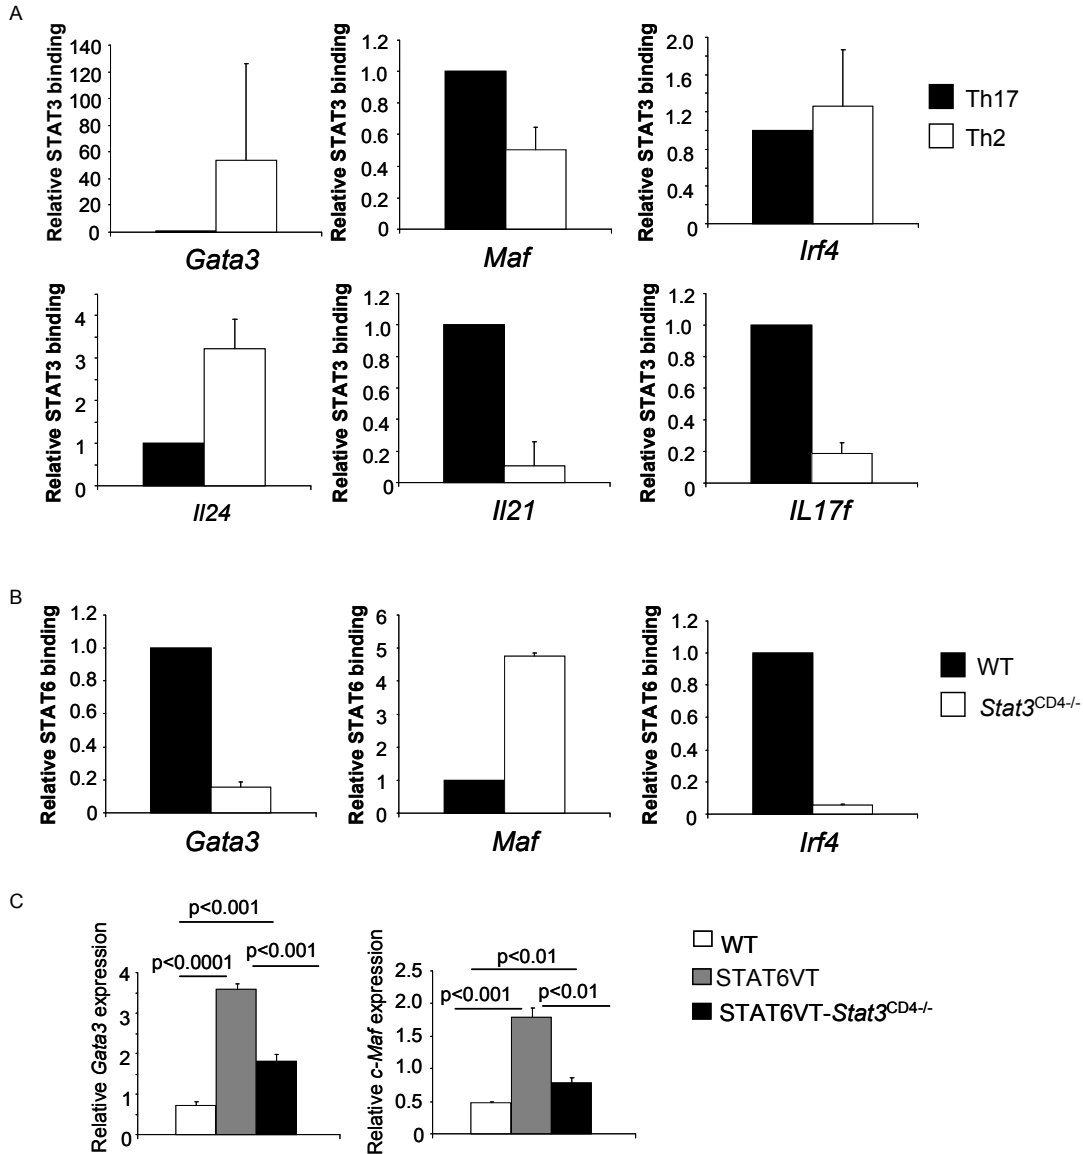 A
Relative STAT3 binding
140
120
100
80
60
40
20
0
Gata3
Relative STAT3 binding
1.2
1.0
0.8
0.6
0.4
0.2
0
Maf
Relative STAT3 binding
2.0
1.6
1.2
0.8
0.4
0
Irf4
Th17
Th2
Relative STAT3 binding
4
3
2
1
0
Il24
Relative STAT3 binding
1.2
1.0
0.8
0.6
0.4
0.2
0
Il21
Relative STAT3 binding
1.2
1.0
0.8
0.6
0.4
0.2
0
IL17f
B
Relative STAT6 binding
1.2
1.0
0.8
0.6
0.4
0.2
0
Gata3
Relative STAT6 binding
6
5
4
3
2
1
0
Maf
Relative STAT6 binding
1.2
1.0
0.8
0.6
0.4
0.2
0
Irf4
WT
Stat3CD4-/-
C
Relative Gata3 expression
4
3
2
1
0
p<0.001
p<0.0001
p<0.001
Relative c-Maf expression
2.5
2.0
1.5
1.0
0.5
0
p<0.01
p<0.001
p<0.01
WT
STAT6VT
STAT6VT-Stat3CD4-/-